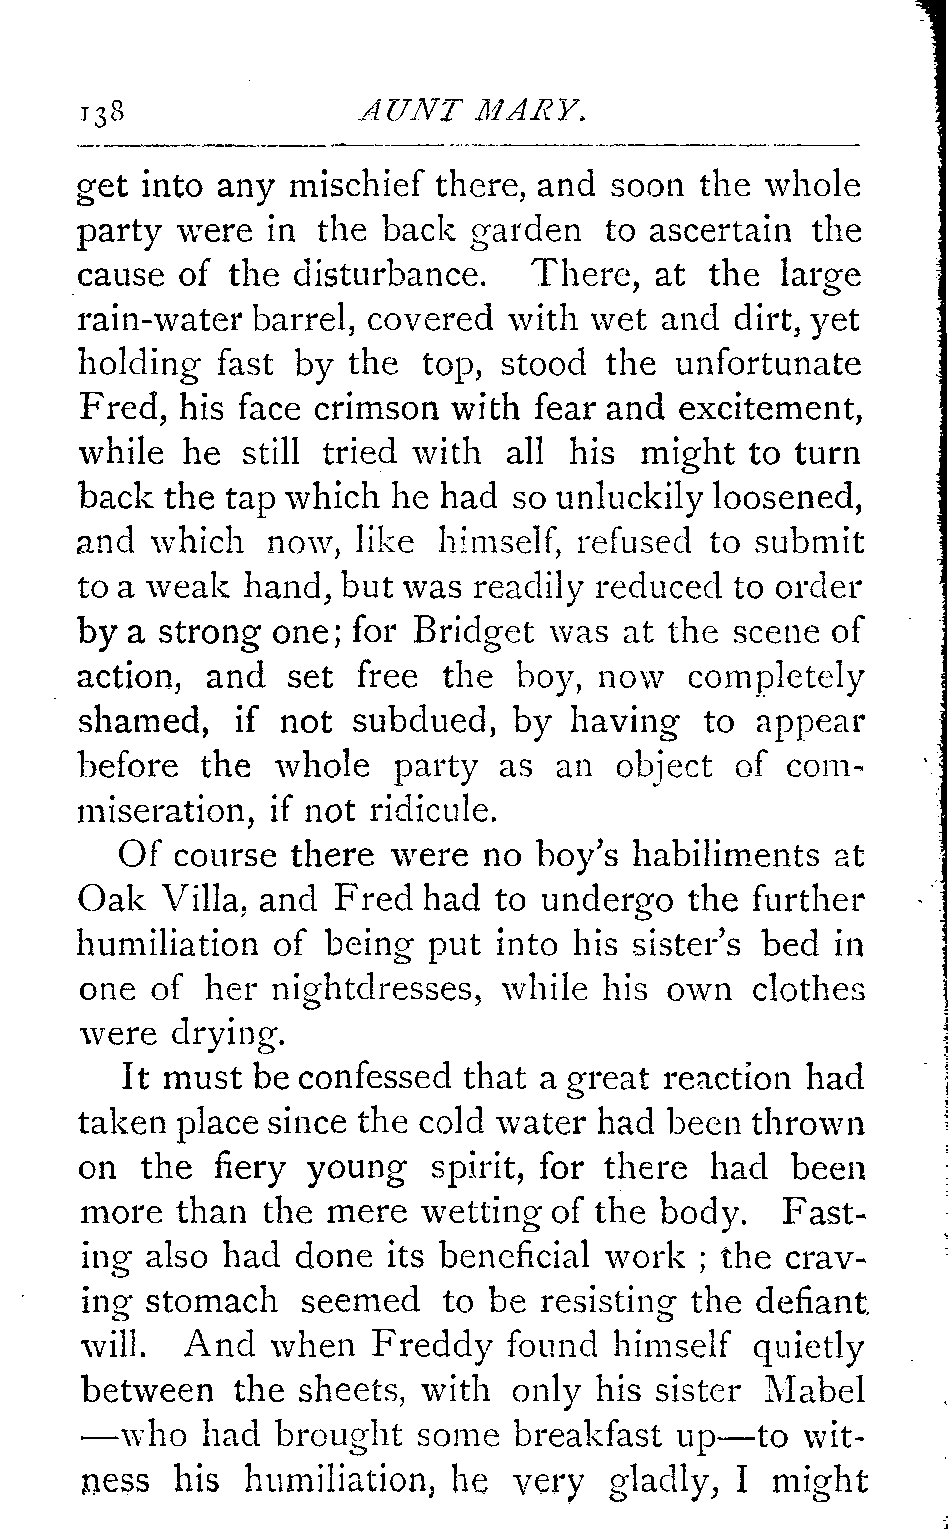 138 AUNT MARY.
get into any mischief there, and soon the whole
party were in the back garden to ascertain the
cause of the disturbance. There, at the large
rain-water barrel, covered with wet and dirt, yet
holding fast by the top, stood the unfortunate
Fred, his face crimson with fear and excitement,
while he still tried with all his might to turn
back the tap which he had so unluckily loosened,
and which now, like himself, refused to submit
to a weak hand, but was readily reduced to order
by a strong one; for Bridget was at the scene of
action, and set free the boy, now completely
shamed, if not subdued, by having to appear
before the whole party as an object of com-
miseration, if not ridicule.
Of course there were no boy's habiliments at
Oak Villa, and Fred had to undergo the further
humiliation of being put into his sister's bed in
one of her nightdresses, while his own clothes
were drying.
It must be confessed that a great reaction had
taken place since the cold water had been thrown
on the fiery young spirit, for there had been
more than the mere wetting of the body. Fast-
ing also had done its beneficial work ; the crav-
ing stomach seemed to be resisting the defiant
will. And when Freddy found himself quietly
between the sheets, with only his sister Mabel
—who had brought some breakfast up—to wit-
ness his humiliation, he very gladly, I might